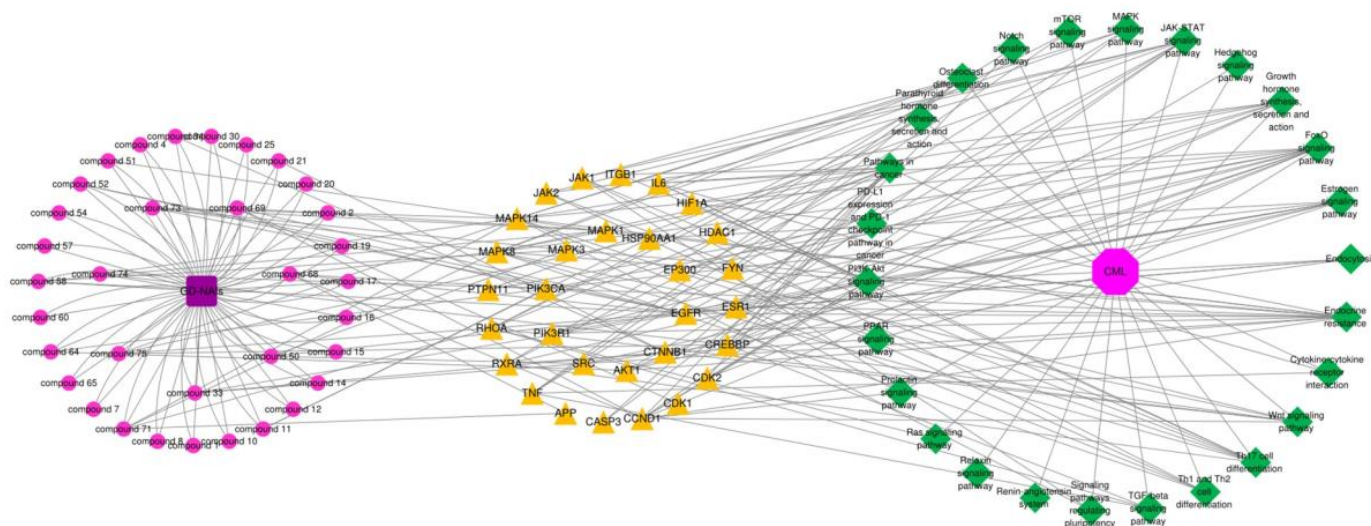 compound 30
compound 4
compound 25
compound 51
compound 21
compound 52
compound 20
compound 73
compound 69
compound 54
compound 2
compound 57
compound 19
compound 74
compound 68
compound 58
compound 17
GD-NAIs
compound 60
compound 16
compound 64
compound 78
compound 50
compound 15
compound 65
compound 33
compound 14
compound 7
compound 12
compound 71
compound 11
compound 8
compound 1
compound 10
ITGB1
JAK1
IL6
JAK2
HIF1A
MAPK14
MAPK1
HSP90AA1
HDAC1
MAPK8
MAPK3
EP300
FYN
PTPN11
PIK3CA
EGFR
ESR1
RHOA
PIK3R1
CTNNB1
CREBBP
RXRA
SRC
AKT1
CDK2
TNF
CDK1
APP
CASP3
CCND1
mTOR
signaling
pathway
MAPK
signaling
pathway
JAK-STAT
signaling
pathway
Notch
signaling
pathway
Hedgehog
signaling
pathway
Osteoclast
differentiation
Growth
hormone
synthesis,
secretion and
action
Parathyroid
hormone
synthesis,
secretion and
action
FoxO
signaling
pathway
Pathways in
cancer
PD-L1
expression
and PD-1
checkpoint
pathway in
cancer
Estrogen
signaling
pathway
CML
Endocytosis
PI3K-Akt
signaling
pathway
Endocrine
resistance
PPAR
signaling
pathway
Cytokine-cytokine
receptor
interaction
Prolactin
signaling
pathway
Wnt signaling
pathway
Ras signaling
pathway
Th17 cell
differentiation
Relaxin
signaling
pathway
Th1 and Th2
cell
differentiation
Renin-angiotensin
system
Signaling
pathways
regulating
pluripotency
TGF-beta
signaling
pathway